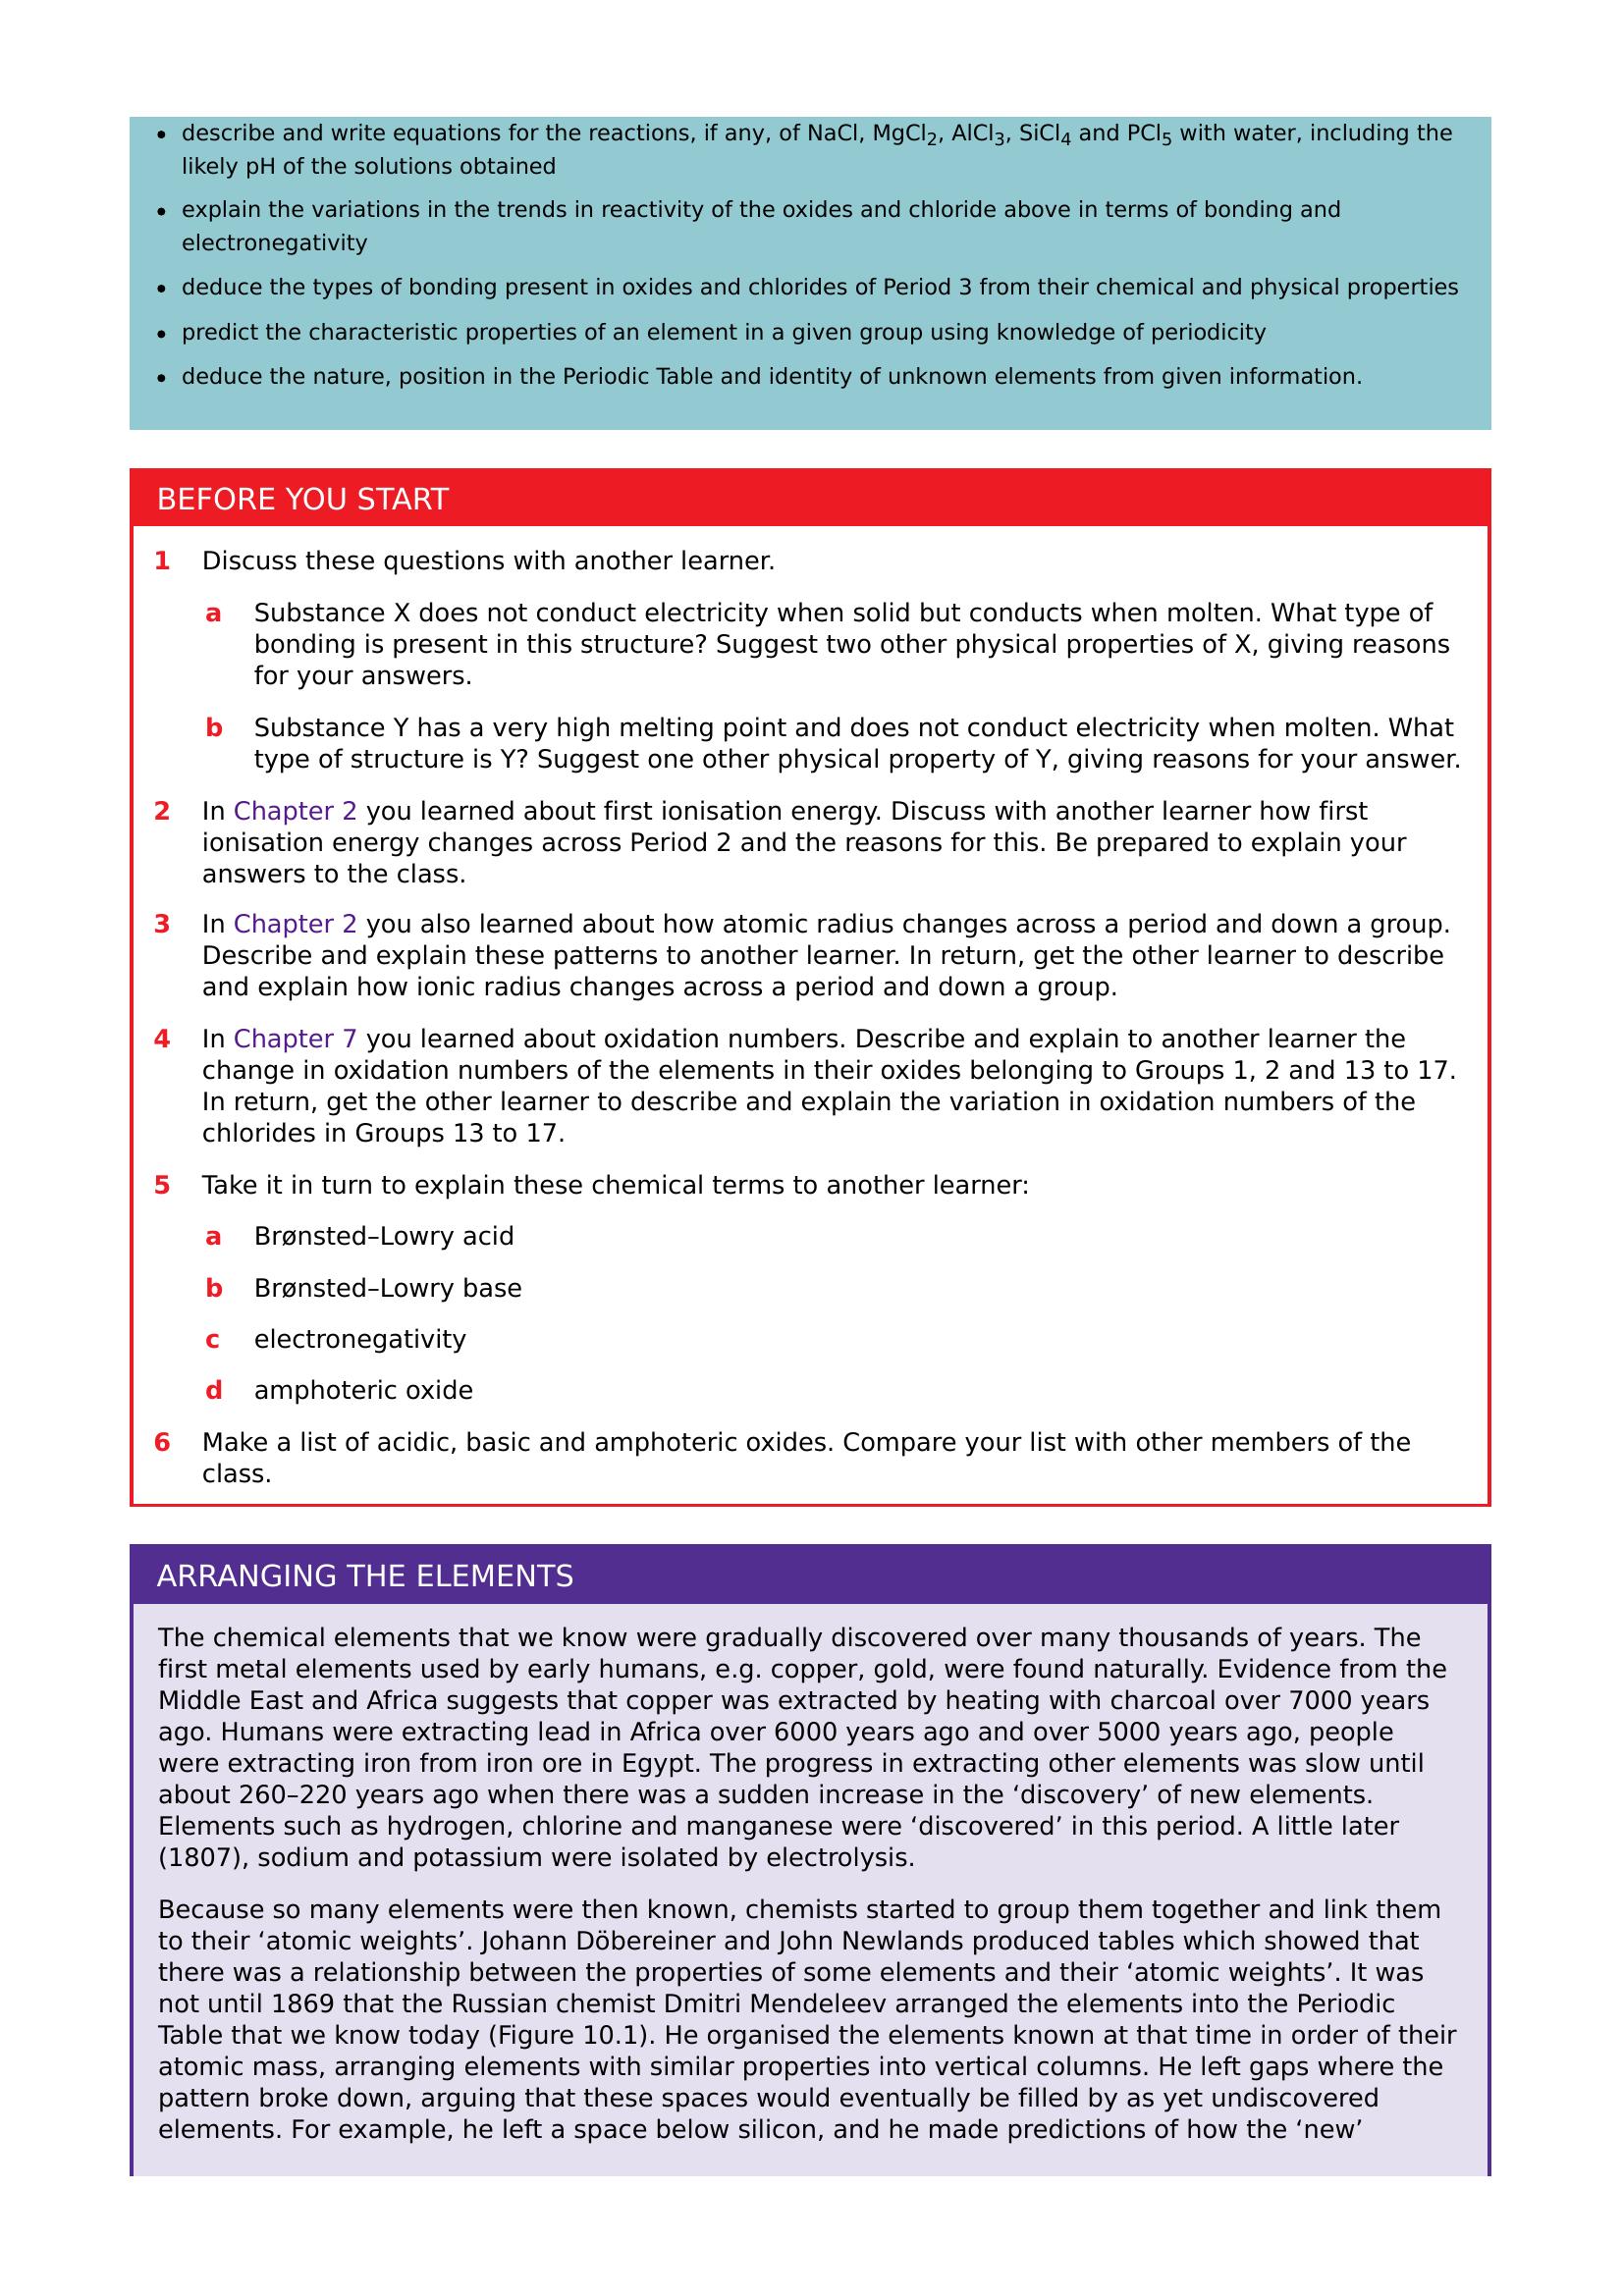 • describe and write equations for the reactions, if any, of NaCl, MgCl₂, AlCl₃, SiCl₄ and PCl₅ with water, including the
likely pH of the solutions obtained
• explain the variations in the trends in reactivity of the oxides and chloride above in terms of bonding and
electronegativity
• deduce the types of bonding present in oxides and chlorides of Period 3 from their chemical and physical properties
• predict the characteristic properties of an element in a given group using knowledge of periodicity
• deduce the nature, position in the Periodic Table and identity of unknown elements from given information.
BEFORE YOU START
1 Discuss these questions with another learner.
a Substance X does not conduct electricity when solid but conducts when molten. What type of
bonding is present in this structure? Suggest two other physical properties of X, giving reasons
for your answers.
b Substance Y has a very high melting point and does not conduct electricity when molten. What
type of structure is Y? Suggest one other physical property of Y, giving reasons for your answer.
2 In Chapter 2 you learned about first ionisation energy. Discuss with another learner how first
ionisation energy changes across Period 2 and the reasons for this. Be prepared to explain your
answers to the class.
3 In Chapter 2 you also learned about how atomic radius changes across a period and down a group.
Describe and explain these patterns to another learner. In return, get the other learner to describe
and explain how ionic radius changes across a period and down a group.
4 In Chapter 7 you learned about oxidation numbers. Describe and explain to another learner the
change in oxidation numbers of the elements in their oxides belonging to Groups 1, 2 and 13 to 17.
In return, get the other learner to describe and explain the variation in oxidation numbers of the
chlorides in Groups 13 to 17.
5 Take it in turn to explain these chemical terms to another learner:
a Brønsted–Lowry acid
b Brønsted–Lowry base
c electronegativity
d amphoteric oxide
6 Make a list of acidic, basic and amphoteric oxides. Compare your list with other members of the
class.
ARRANGING THE ELEMENTS
The chemical elements that we know were gradually discovered over many thousands of years. The
first metal elements used by early humans, e.g. copper, gold, were found naturally. Evidence from the
Middle East and Africa suggests that copper was extracted by heating with charcoal over 7000 years
ago. Humans were extracting lead in Africa over 6000 years ago and over 5000 years ago, people
were extracting iron from iron ore in Egypt. The progress in extracting other elements was slow until
about 260–220 years ago when there was a sudden increase in the ‘discovery’ of new elements.
Elements such as hydrogen, chlorine and manganese were ‘discovered’ in this period. A little later
(1807), sodium and potassium were isolated by electrolysis.
Because so many elements were then known, chemists started to group them together and link them
to their ‘atomic weights’. Johann Döbereiner and John Newlands produced tables which showed that
there was a relationship between the properties of some elements and their ‘atomic weights’. It was
not until 1869 that the Russian chemist Dmitri Mendeleev arranged the elements into the Periodic
Table that we know today (Figure 10.1). He organised the elements known at that time in order of their
atomic mass, arranging elements with similar properties into vertical columns. He left gaps where the
pattern broke down, arguing that these spaces would eventually be filled by as yet undiscovered
elements. For example, he left a space below silicon, and he made predictions of how the ‘new’